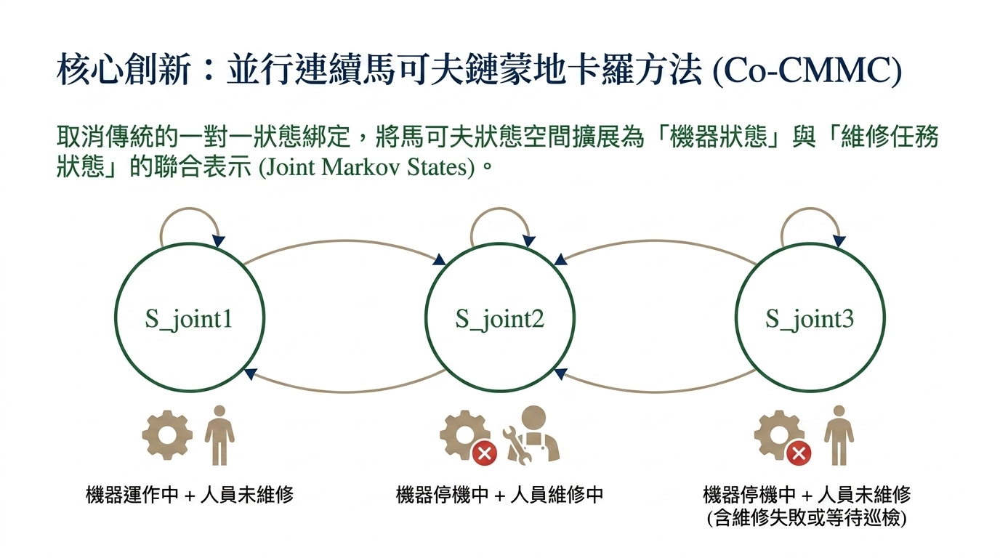 核心創新：並行連續馬可夫鏈蒙地卡羅方法 (Co-CMMC)
取消傳統的一對一狀態綁定，將馬可夫狀態空間擴展為「機器狀態」與「維修任務
狀態」的聯合表示 (Joint Markov States)。
S_joint1
S_joint2
S_joint3
機器運作中 + 人員未維修
機器停機中 + 人員維修中
機器停機中 + 人員未維修
(含維修失敗或等待巡檢)